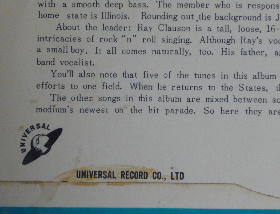 with a smooth deep bass. The member who is respons
home state is Illinois. Rounding out the background is J
About the leader: Ray Clauson is a tall, loose, 16-
intricacies of rock "n" roll singing. Although Ray's voc
a small boy. It all comes naturally, too. His father, a
band vocalist.
You'll also note that five of the tunes in this album
efforts to one field. When he returns to the States, th
The other songs in this album are mixed between so
modium's newest on the hit parade. So here they are
UNIVERSAL
UNIVERSAL RECORD CO., LTD